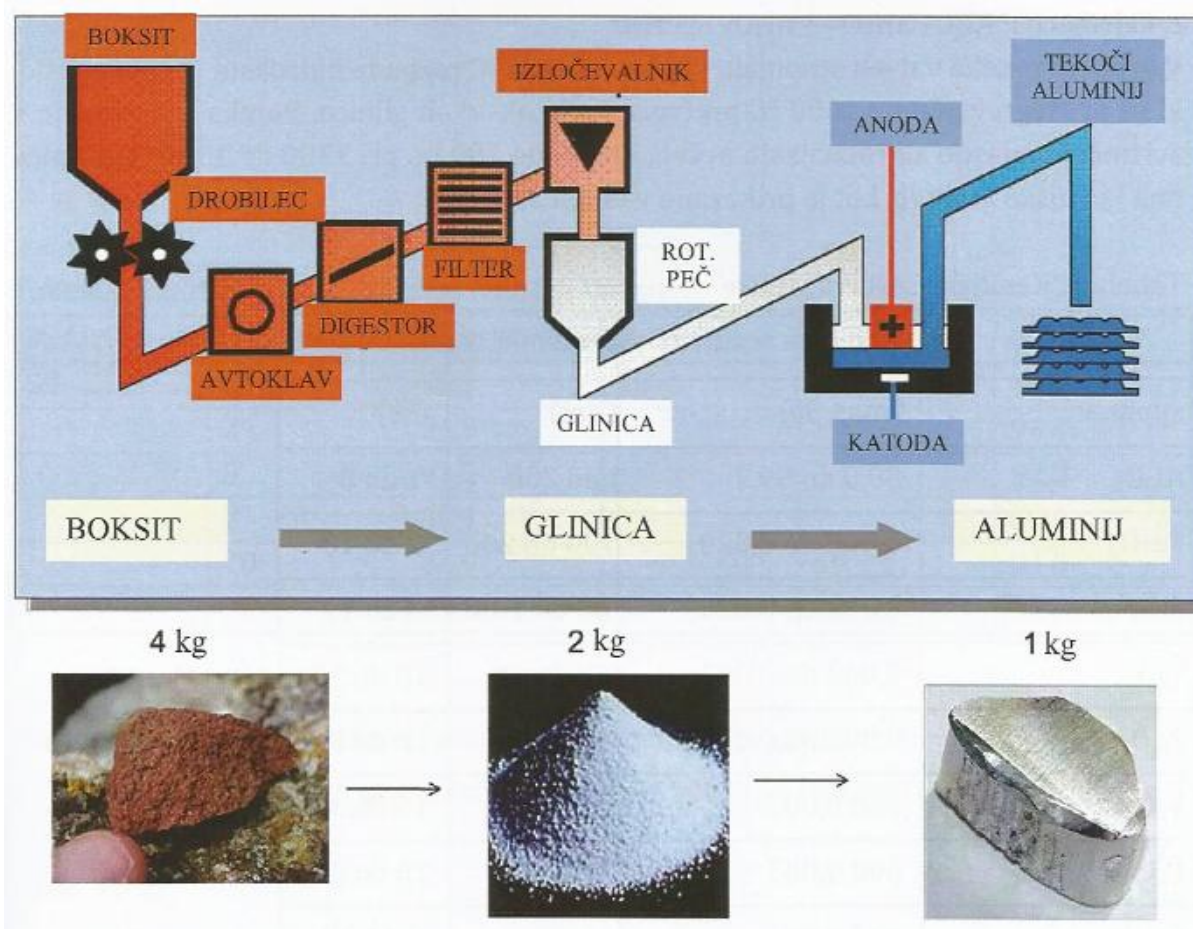 BOKSIT
IZLOČEVALNIK
TEKOČI
ALUMINIJ
ANODA
DROBILEC
FILTER
ROT.
PEČ
DIGESTOR
AVTOKLAV
+
GLINICA
KATODA
BOKSIT
GLINICA
ALUMINIJ
4 kg
2 kg
1 kg